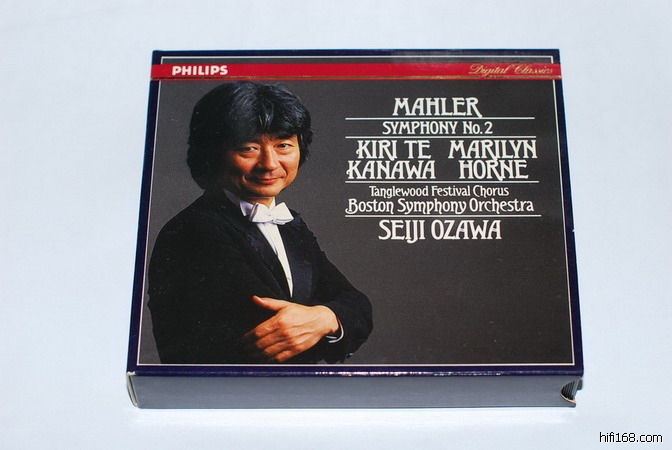 PHILIPS Digital Classics
MAHLER
SYMPHONY No. 2
KIRI TE KANAWA MARILYN HORNE
Tanglewood Festival Chorus
Boston Symphony Orchestra
SEIJI OZAWA
hifi168.com